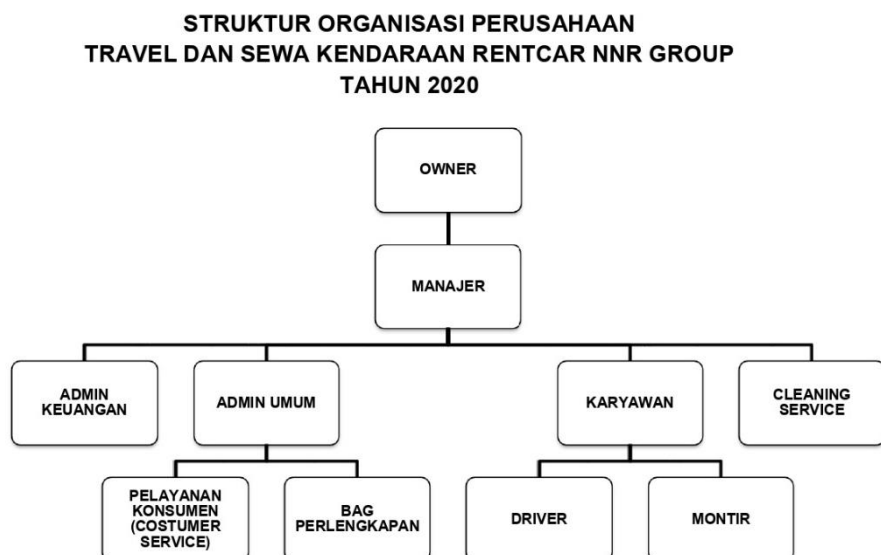 STRUKTUR ORGANISASI PERUSAHAAN
TRAVEL DAN SEWA KENDARAAN RENTCAR NNR GROUP
TAHUN 2020
OWNER
MANAJER
ADMIN
KEUANGAN
ADMIN UMUM
KARYAWAN
CLEANING
SERVICE
PELAYANAN
KONSUMEN
(COSTUMER
SERVICE)
BAG
PERLENGKAPAN
DRIVER
MONTIR